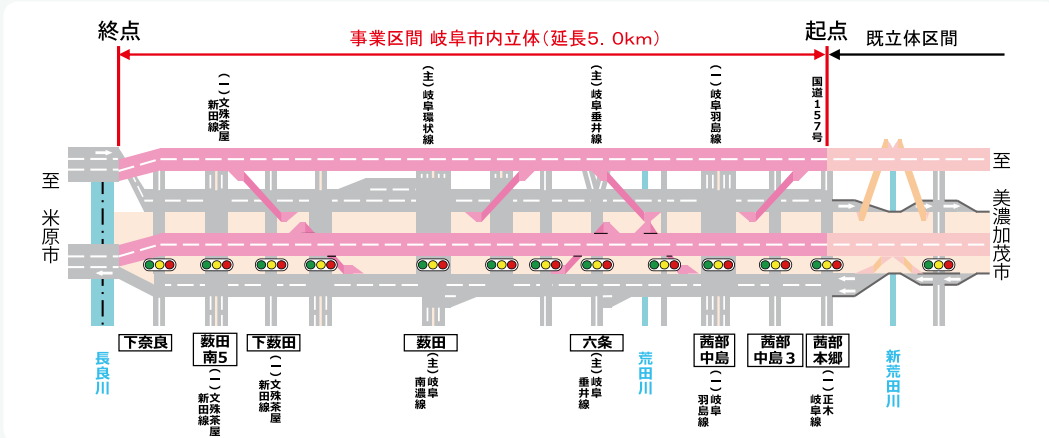 終点
事業区間 岐阜市内立体(延長5．0km)
起点
既立体区間
(一)文殊茶屋
新田線
(主)岐阜環状線
(主)岐阜垂井線
(一)岐阜羽島線
国道157号
至 米原市
至 美濃加茂市
下奈良
薮田
南5
下薮田
薮田
六条
茜部
中島
茜部
中島3
茜部
本郷
長良川
(一)文殊茶屋
新田線
(一)文殊茶屋
新田線
(主)岐阜
南濃線
(主)岐阜
垂井線
荒田川
(一)岐阜
羽島線
(一)正木
岐阜線
新荒田川